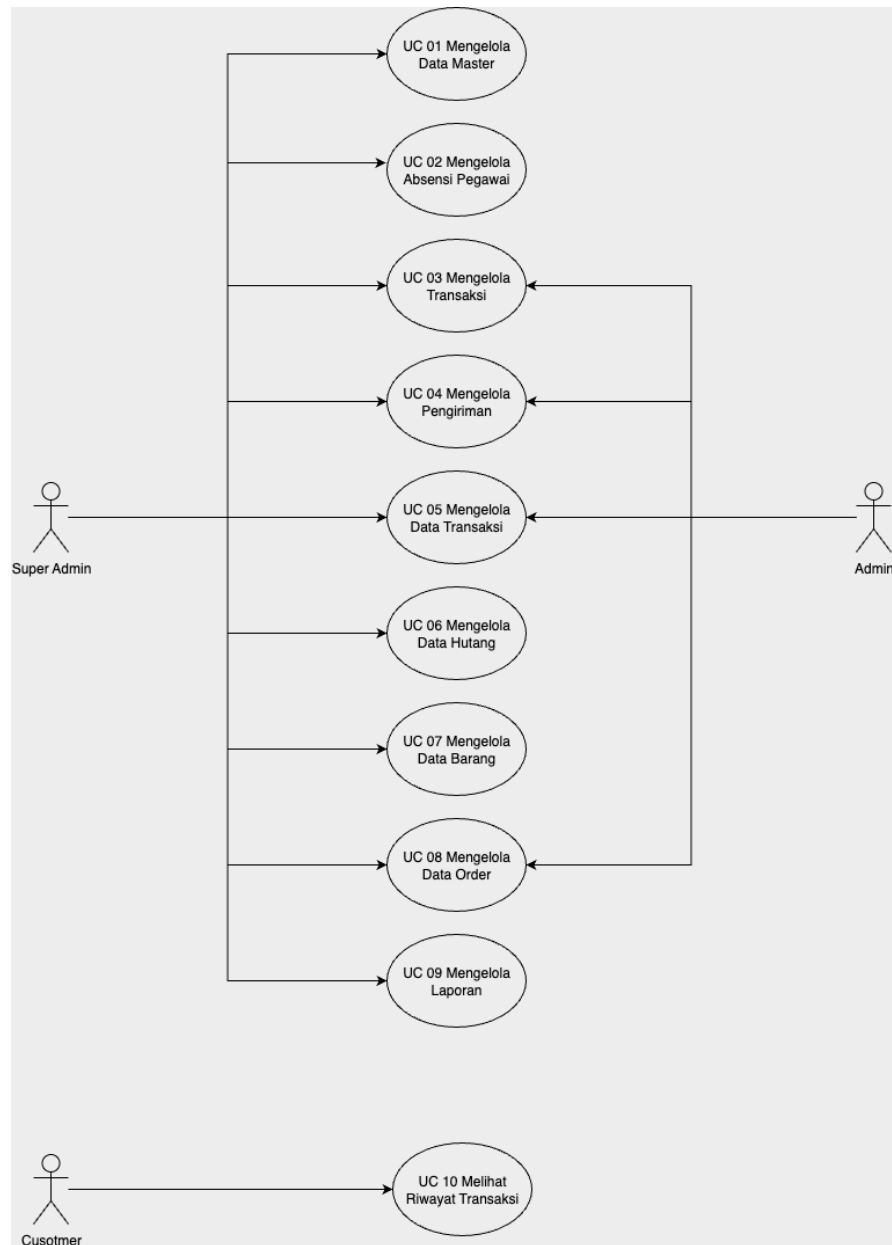 UC 01 Mengelola
Data Master
UC 02 Mengelola
Absensi Pegawai
UC 03 Mengelola
Transaksi
UC 04 Mengelola
Pengiriman
UC 05 Mengelola
Data Transaksi
Super Admin
Admin
UC 06 Mengelola
Data Hutang
UC 07 Mengelola
Data Barang
UC 08 Mengelola
Data Order
UC 09 Mengelola
Laporan
UC 10 Melihat
Riwayat Transaksi
Cusotmer